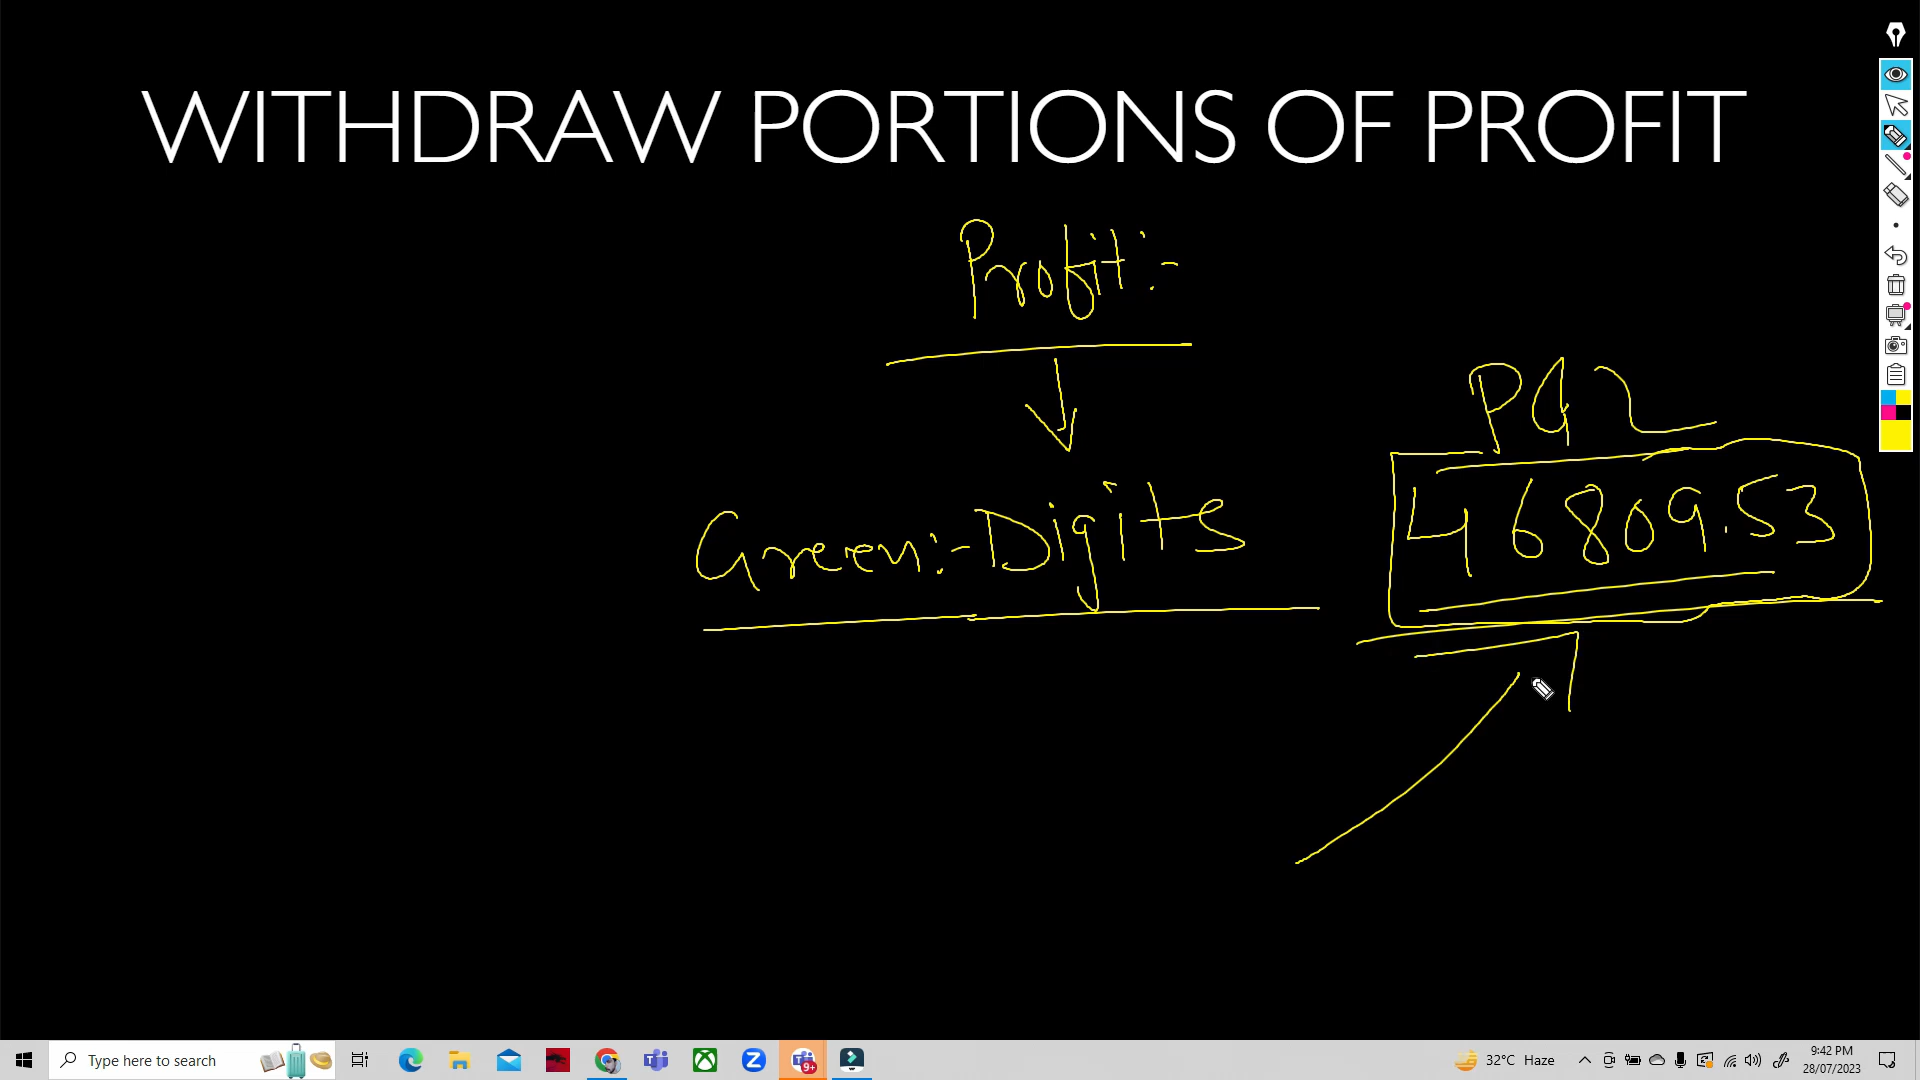 WITHDRAW PORTIONS OF PROFIT
Profit:-
Green:-Digits
46809.53
Type here to search
9+
32°C Haze
9:42 PM
28/07/2023